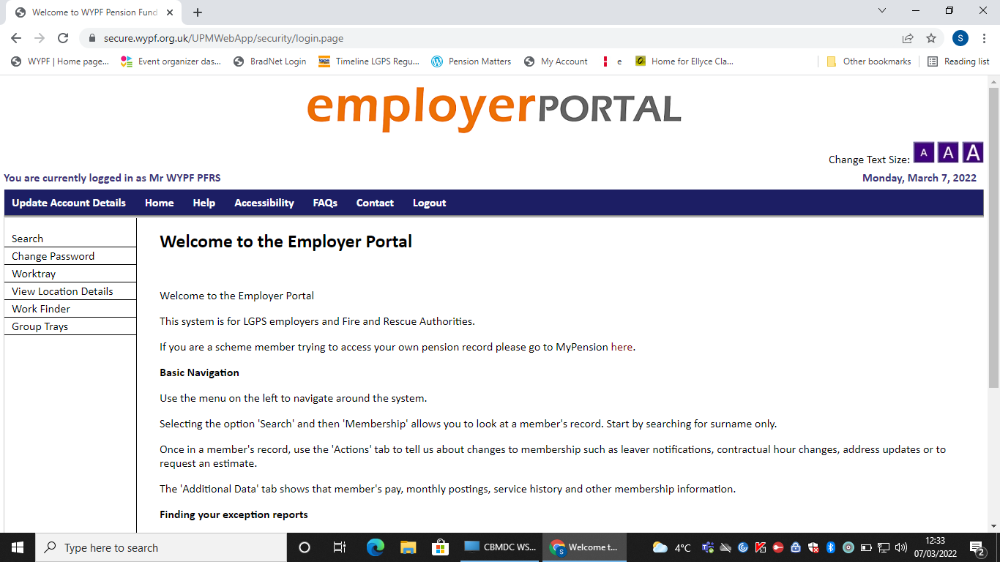 Welcome to WYPF Pension Fund
secure.wypf.org.uk/UPMWebApp/security/login.page
S
WYPF | Home page... Event organizer das... BradNet Login Timeline LGPS Regu... Pension Matters My Account e Home for Ellyce Cla... Other bookmarks Reading list
employerPORTAL
Change Text Size: A A A
You are currently logged in as Mr WYPF PFRS Monday, March 7, 2022
Update Account Details Home Help Accessibility FAQs Contact Logout
Search
Change Password
Worktray
View Location Details
Work Finder
Group Trays
Welcome to the Employer Portal
Welcome to the Employer Portal
This system is for LGPS employers and Fire and Rescue Authorities.
If you are a scheme member trying to access your own pension record please go to MyPension here.
Basic Navigation
Use the menu on the left to navigate around the system.
Selecting the option 'Search' and then 'Membership' allows you to look at a member's record. Start by searching for surname only.
Once in a member's record, use the 'Actions' tab to tell us about changes to membership such as leaver notifications, contractual hour changes, address updates or to
request an estimate.
The 'Additional Data' tab shows that member's pay, monthly postings, service history and other membership information.
Finding your exception reports
Type here to search
CBMDC WS... Welcome t... 4°C
12:33
07/03/2022
2